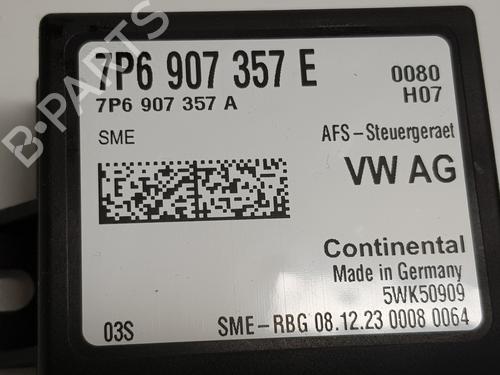 7P6 907 357 E
0080
7P6 907 357 A
H07
SME
AFS-Steuergeraet
VW AG
Continental
Made in Germany
5WK50909
03S
SME-RBG 08.12.23 0008 0064
B-PARTS